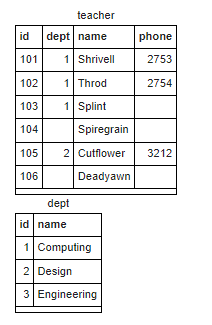 teacher
id dept name phone
101 1 Shrivell 2753
102 1 Throd 2754
103 1 Splint
104 Spiregrain
105 2 Cutflower 3212
106 Deadyawn
dept
id name
1 Computing
2 Design
3 Engineering